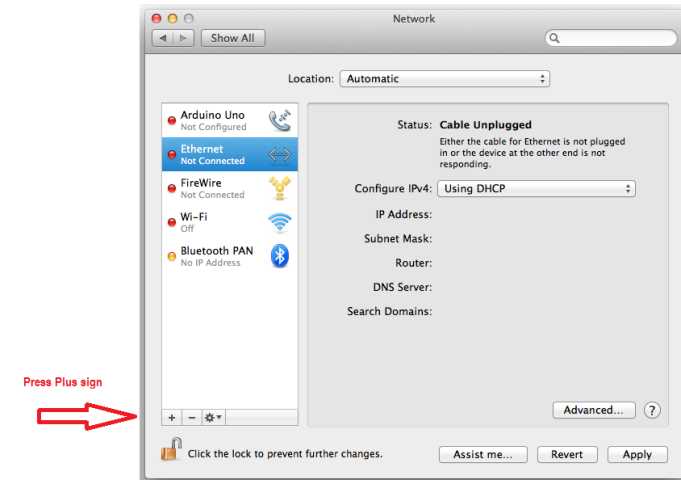 Network
Show All
Location: Automatic
Arduino Uno
Not Configured
Ethernet
Not Connected
FireWire
Not Connected
Wi-Fi
Off
Bluetooth PAN
No IP Address
Status: Cable Unplugged
Either the cable for Ethernet is not plugged
in or the device at the other end is not
responding.
Configure IPv4: Using DHCP
IP Address:
Subnet Mask:
Router:
DNS Server:
Search Domains:
Press Plus sign
+ −
Advanced... ?
Click the lock to prevent further changes.
Assist me... Revert Apply